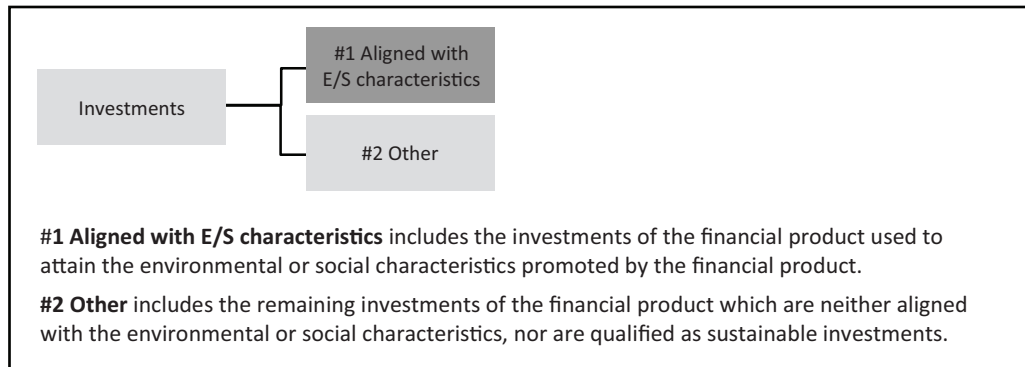 #1 Aligned with
E/S characteristics
Investments
#2 Other
#1 Aligned with E/S characteristics includes the investments of the financial product used to
attain the environmental or social characteristics promoted by the financial product.
#2 Other includes the remaining investments of the financial product which are neither aligned
with the environmental or social characteristics, nor are qualified as sustainable investments.